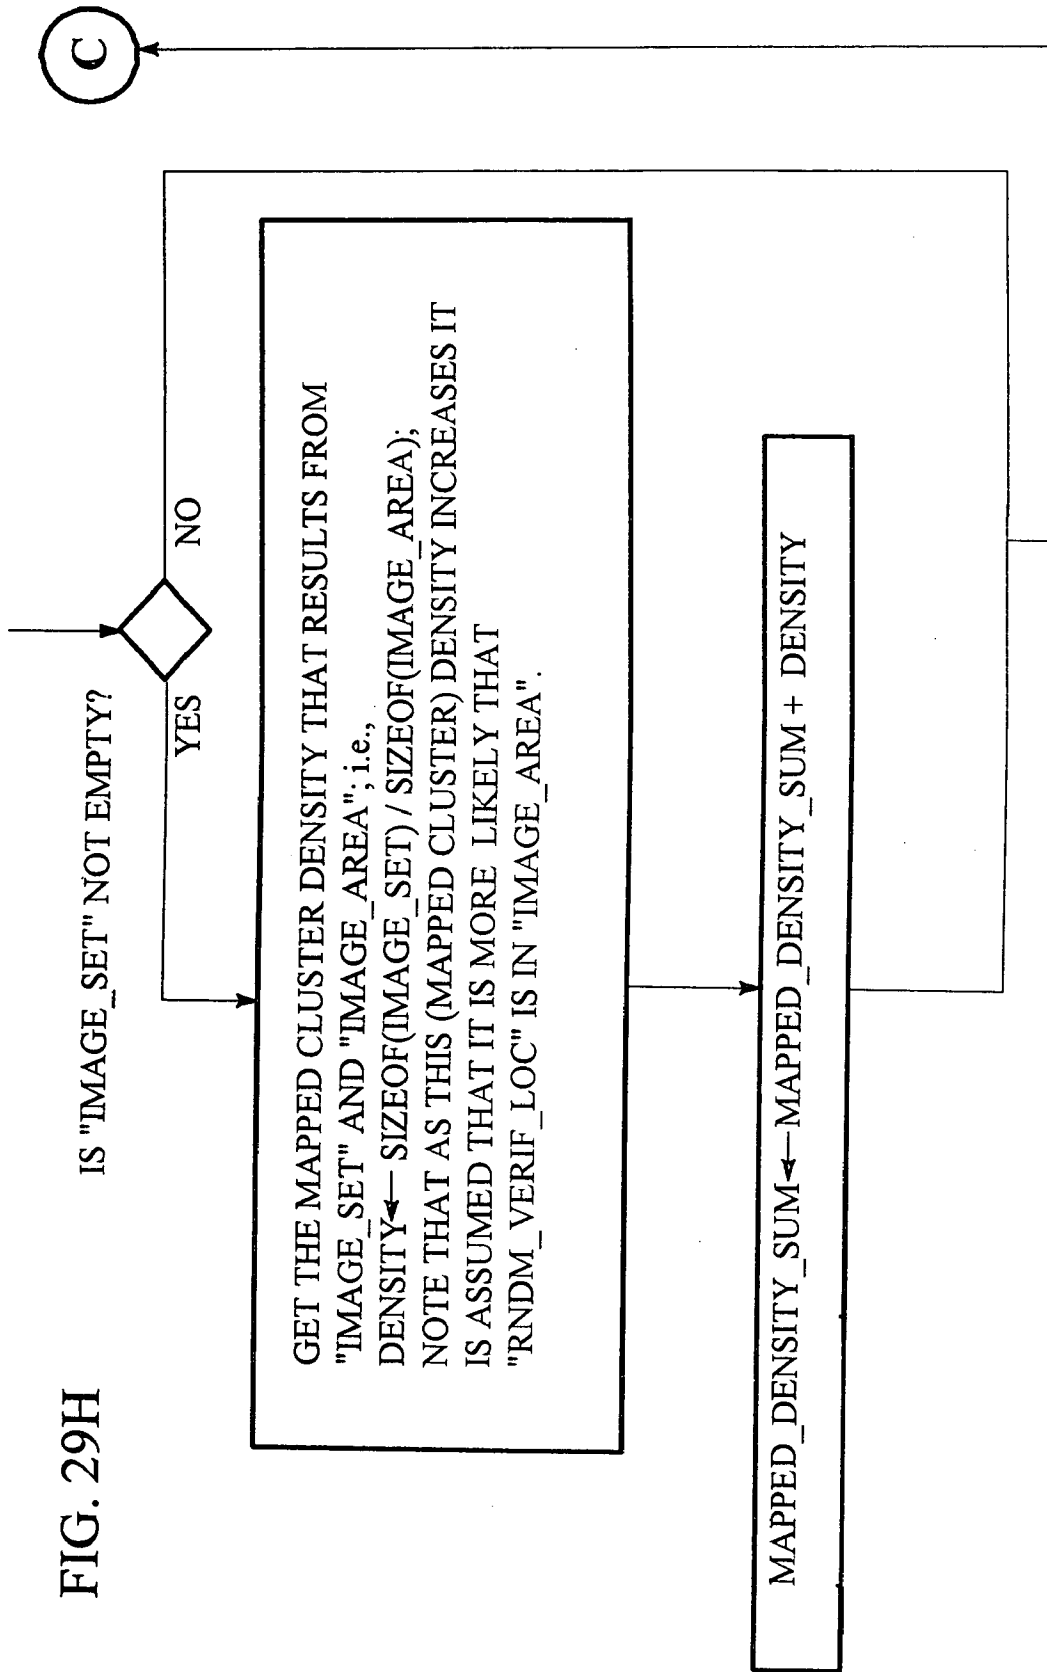 FIG. 29H
IS "IMAGE_SET" NOT EMPTY?
YES
NO
C
GET THE MAPPED CLUSTER DENSITY THAT RESULTS FROM
"IMAGE_SET" AND "IMAGE_AREA"; i.e.,
DENSITY← SIZEOF(IMAGE_SET) / SIZEOF(IMAGE_AREA);
NOTE THAT AS THIS (MAPPED CLUSTER) DENSITY INCREASES IT
IS ASSUMED THAT IT IS MORE LIKELY THAT
"RNDM_VERIF_LOC" IS IN "IMAGE_AREA".
MAPPED_DENSITY_SUM←MAPPED_DENSITY_SUM + DENSITY